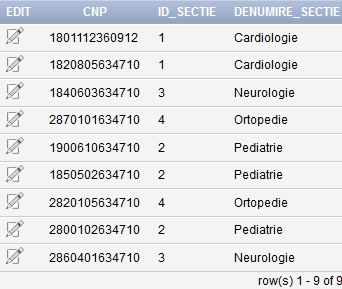 EDIT CNP ID_SECTIE DENUMIRE_SECTIE
1801112360912 1 Cardiologie
1820805634710 1 Cardiologie
1840603634710 3 Neurologie
2870101634710 4 Ortopedie
1900610634710 2 Pediatrie
1850502634710 2 Pediatrie
2820105634710 4 Ortopedie
2800102634710 2 Pediatrie
2860401634710 3 Neurologie
row(s) 1 - 9 of 9